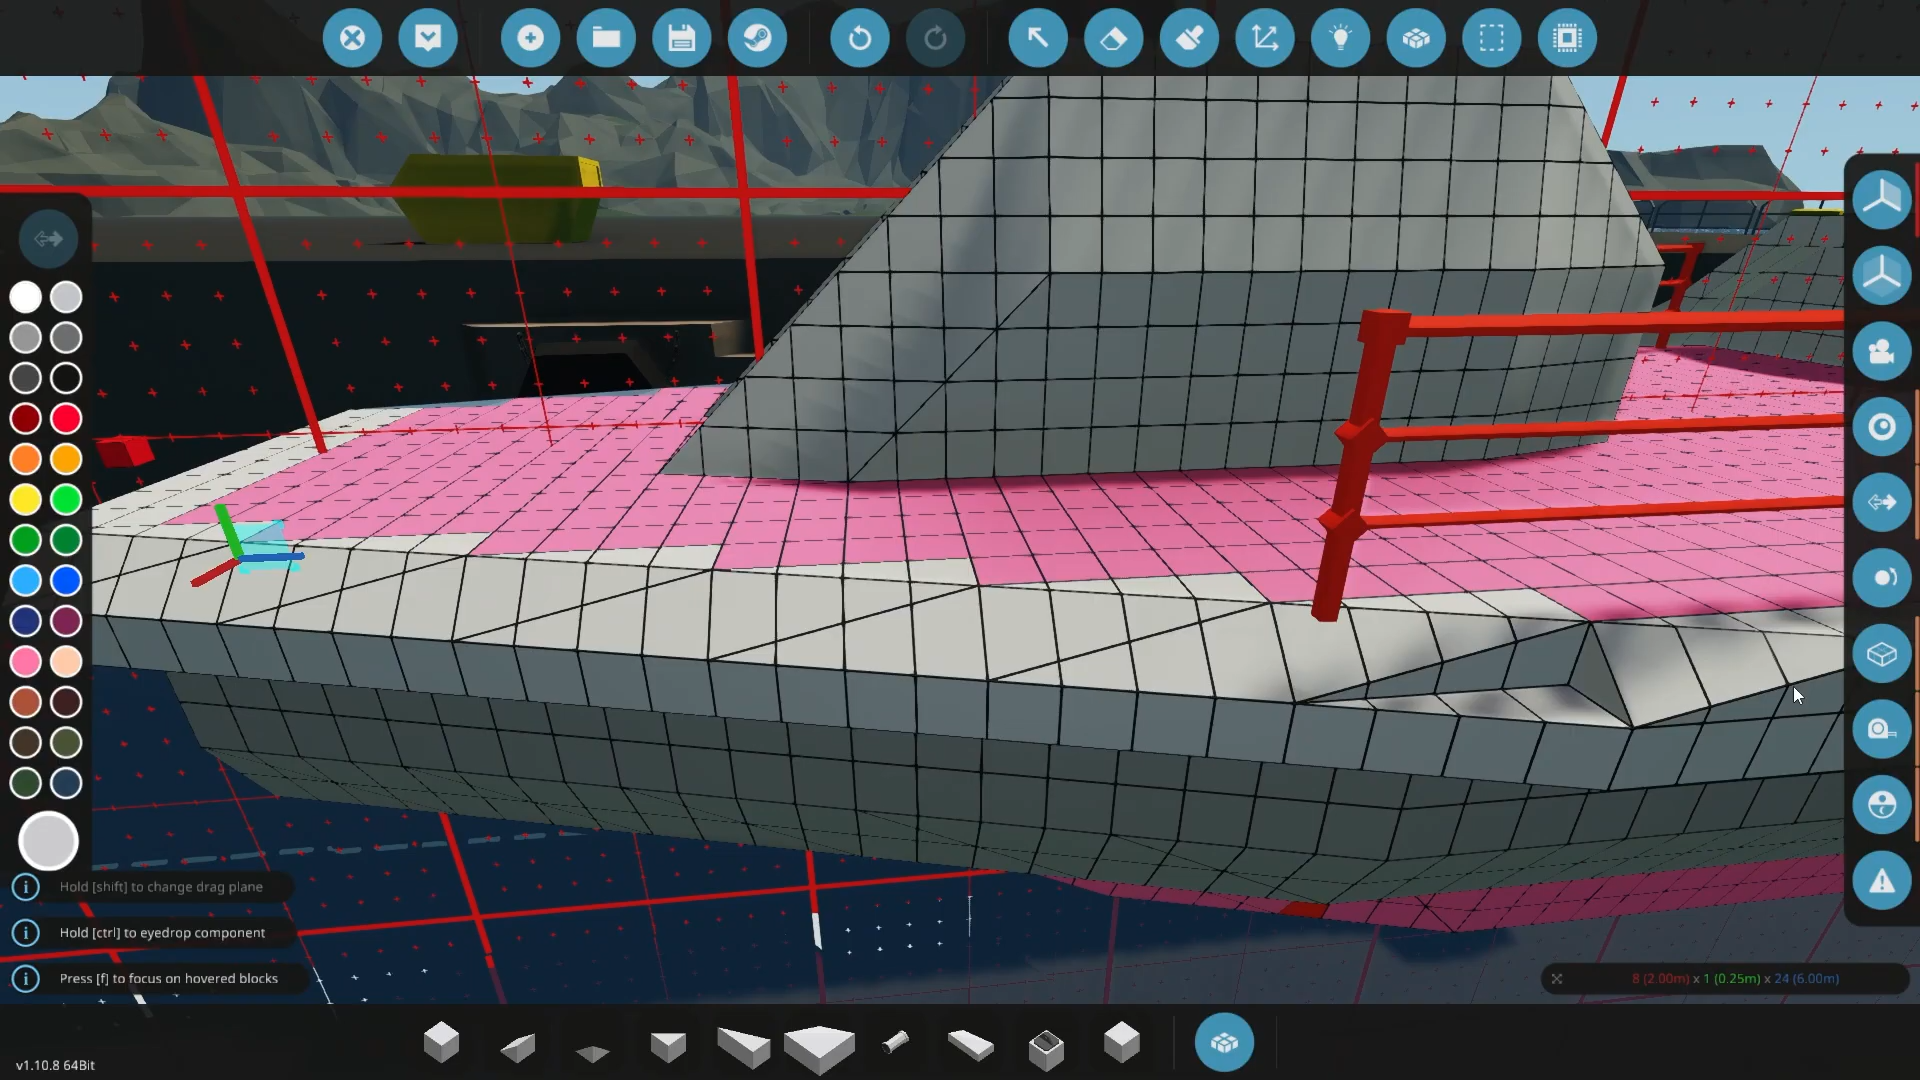 Hold [shift] to change drag plane
Hold [ctrl] to eyedrop component
Press [f] to focus on hovered blocks
8 (2.00m) x 1 (0.25m) x 24 (6.00m)
v1.10.8 64Bit